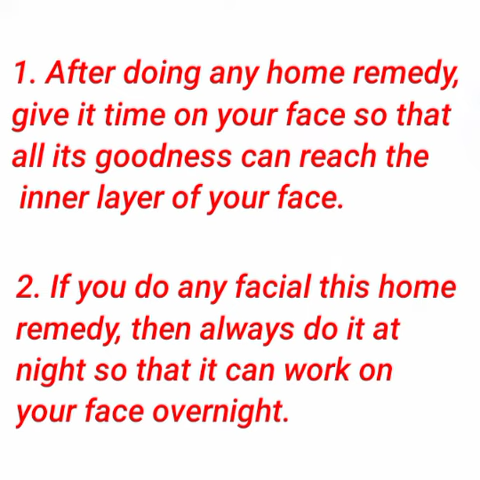 1. After doing any home remedy,
give it time on your face so that
all its goodness can reach the
inner layer of your face.
2. If you do any facial this home
remedy, then always do it at
night so that it can work on
your face overnight.